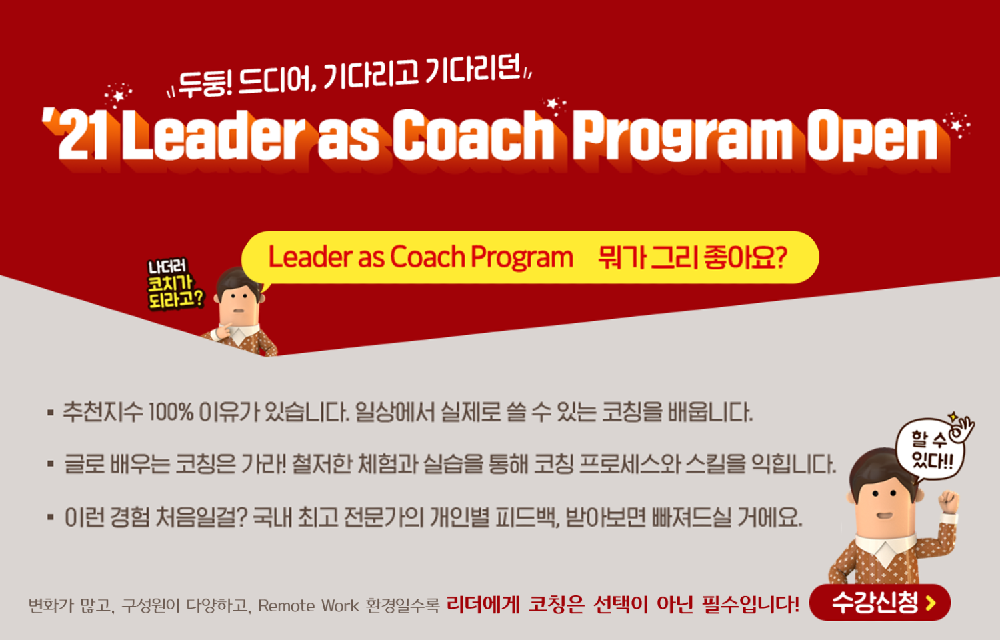 두둥! 드디어, 기다리고 기다리던
'21 Leader as Coach Program Open
Leader as Coach Program 뭐가 그리 좋아요?
나더러
코치가
되라고?
▪ 추천지수 100% 이유가 있습니다. 일상에서 실제로 쓸 수 있는 코칭을 배웁니다.
▪ 글로 배우는 코칭은 가라! 철저한 체험과 실습을 통해 코칭 프로세스와 스킬을 익힙니다.
▪ 이런 경험 처음일걸? 국내 최고 전문가의 개인별 피드백, 받아보면 빠져드실 거에요.
할 수
있다!!
변화가 많고, 구성원이 다양하고, Remote Work 환경일수록 리더에게 코칭은 선택이 아닌 필수입니다!
수강신청 >